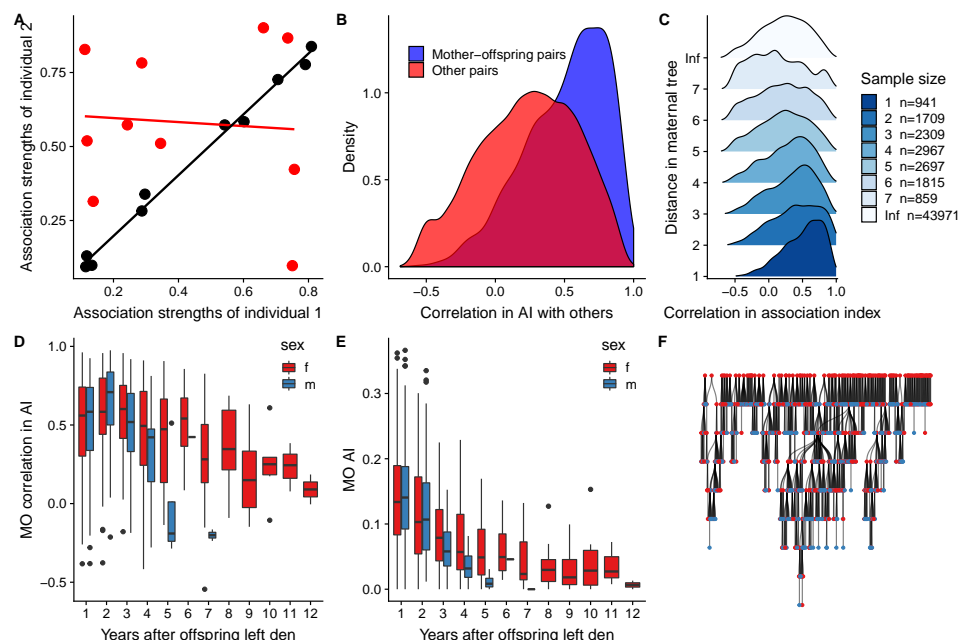 A
Association strengths of individual 2
0.75
0.50
0.25
0.2
0.4
0.6
0.8
Association strengths of individual 1
B
Mother−offspring pairs
Other pairs
Density
1.0
0.5
0.0
−0.5
0.0
0.5
1.0
Correlation in AI with others
C
Distance in maternal tree
Inf
7
6
5
4
3
2
1
−0.5
0.0
0.5
1.0
Correlation in association index
Sample size
1 n=941
2 n=1709
3 n=2309
4 n=2967
5 n=2697
6 n=1815
7 n=859
Inf n=43971
D
MO correlation in AI
1.0
0.5
0.0
−0.5
sex
f
m
1 2 3 4 5 6 7 8 9 10 11 12
Years after offspring left den
E
MO AI
0.3
0.2
0.1
0.0
sex
f
m
1 2 3 4 5 6 7 8 9 10 11 12
Years after offspring left den
F